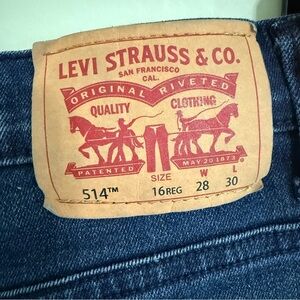 LEVI STRAUSS & CO.
SAN FRANCISCO
CAL.
ORIGINAL RIVETED
QUALITY CLOTHING
PATENTED MAY 20 1873
SIZE W L
514™ 16REG 28 30